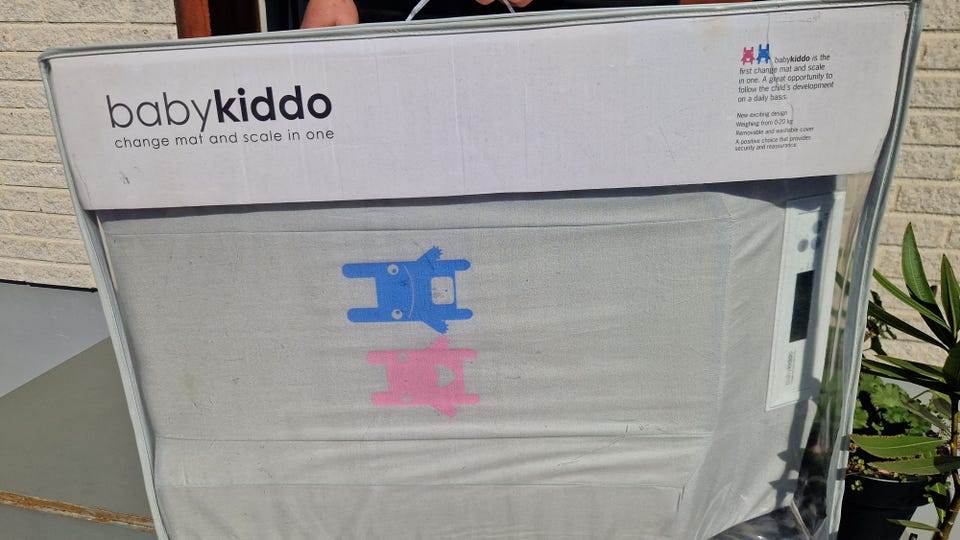 babykiddo
change mat and scale in one
babykiddo is the
first change mat and scale
in one. A great opportunity to
follow the child's development
on a daily basis.
New exciting design
Weighing from 0-20 kg
Removable and washable cover
A positive choice that provides
security and reassurance
babykiddo